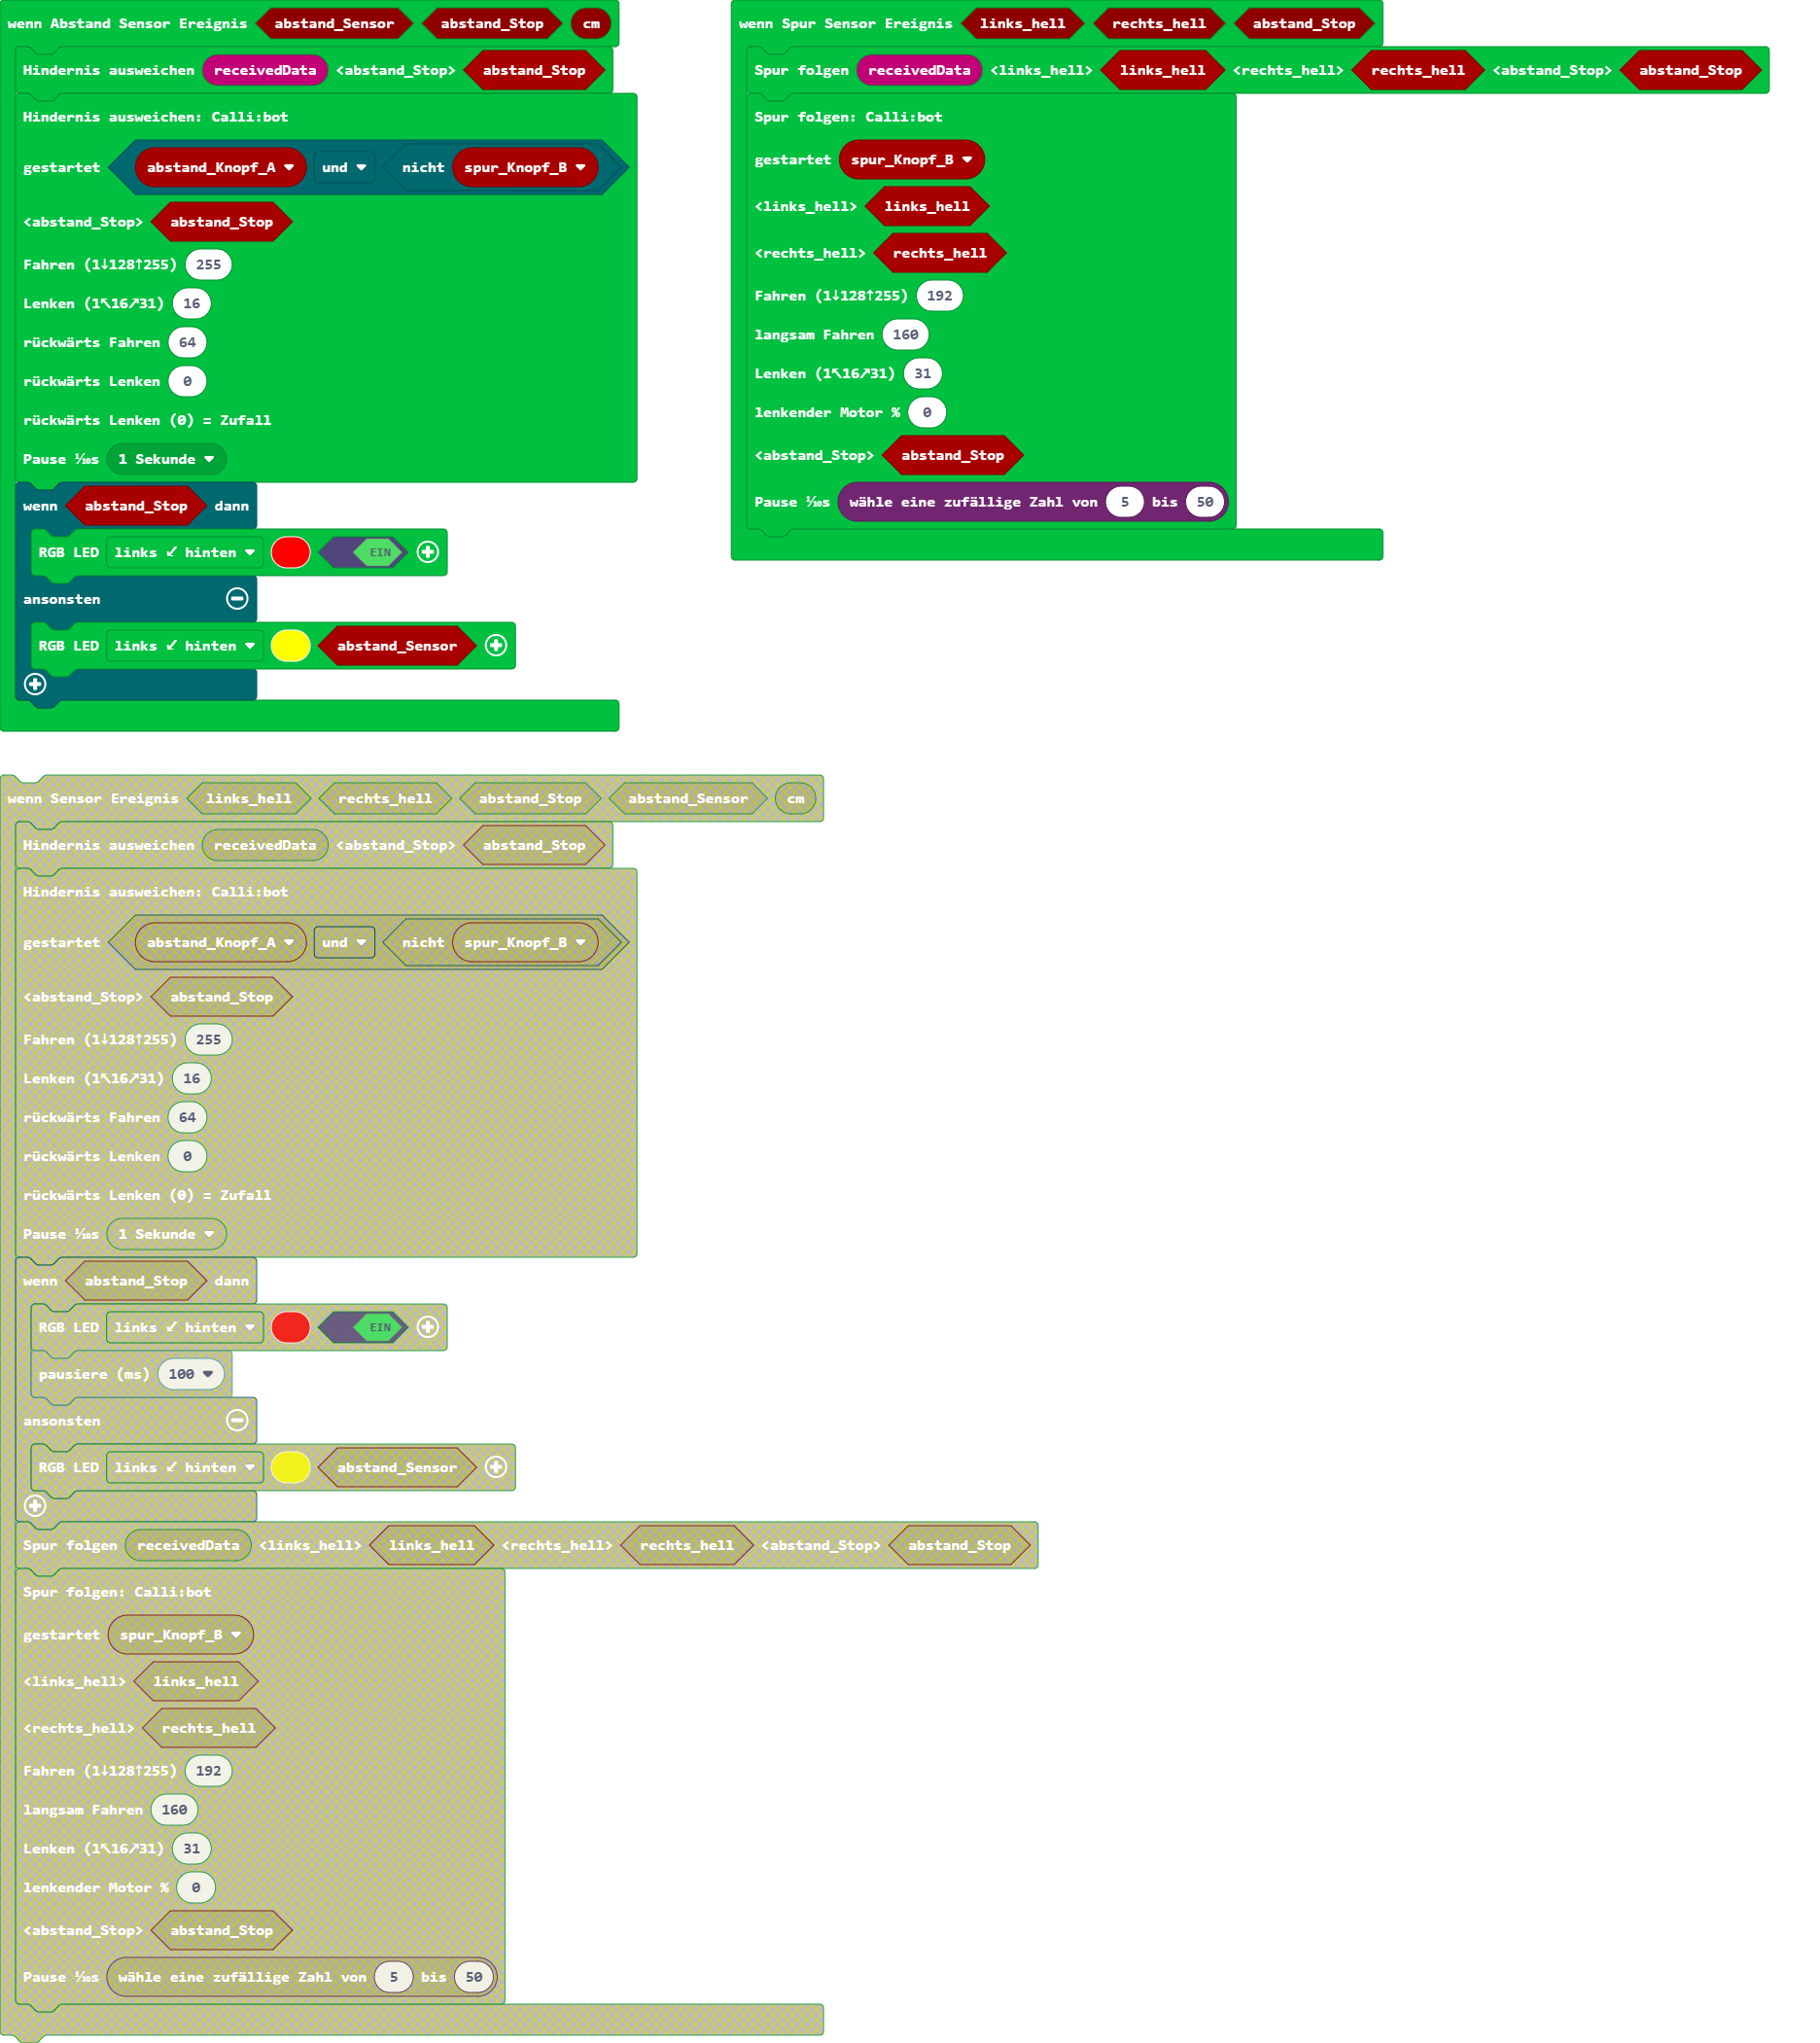 wenn Abstand Sensor Ereignis abstand_Sensor abstand_Stop cm
Hindernis ausweichen receivedData <abstand_Stop> abstand_Stop
Hindernis ausweichen: Calli:bot
gestartet abstand_Knopf_A und nicht spur_Knopf_B
<abstand_Stop> abstand_Stop
Fahren (1↓128↑255) 255
Lenken (1↖16↗31) 16
rückwärts Fahren 64
rückwärts Lenken 0
rückwärts Lenken (0) = Zufall
Pause ⅒s 1 Sekunde
wenn abstand_Stop dann
RGB LED links ↙ hinten EIN
ansonsten
RGB LED links ↙ hinten abstand_Sensor
wenn Spur Sensor Ereignis links_hell rechts_hell abstand_Stop
Spur folgen receivedData <links_hell> links_hell <rechts_hell> rechts_hell <abstand_Stop> abstand_Stop
Spur folgen: Calli:bot
gestartet spur_Knopf_B
<links_hell> links_hell
<rechts_hell> rechts_hell
Fahren (1↓128↑255) 192
langsam Fahren 160
Lenken (1↖16↗31) 31
lenkender Motor % 0
<abstand_Stop> abstand_Stop
Pause ⅒s wähle eine zufällige Zahl von 5 bis 50
wenn Sensor Ereignis links_hell rechts_hell abstand_Stop abstand_Sensor cm
Hindernis ausweichen receivedData <abstand_Stop> abstand_Stop
Hindernis ausweichen: Calli:bot
gestartet abstand_Knopf_A und nicht spur_Knopf_B
<abstand_Stop> abstand_Stop
Fahren (1↓128↑255) 255
Lenken (1↖16↗31) 16
rückwärts Fahren 64
rückwärts Lenken 0
rückwärts Lenken (0) = Zufall
Pause ⅒s 1 Sekunde
wenn abstand_Stop dann
RGB LED links ↙ hinten EIN
pausiere (ms) 100
ansonsten
RGB LED links ↙ hinten abstand_Sensor
Spur folgen receivedData <links_hell> links_hell <rechts_hell> rechts_hell <abstand_Stop> abstand_Stop
Spur folgen: Calli:bot
gestartet spur_Knopf_B
<links_hell> links_hell
<rechts_hell> rechts_hell
Fahren (1↓128↑255) 192
langsam Fahren 160
Lenken (1↖16↗31) 31
lenkender Motor % 0
<abstand_Stop> abstand_Stop
Pause ⅒s wähle eine zufällige Zahl von 5 bis 50